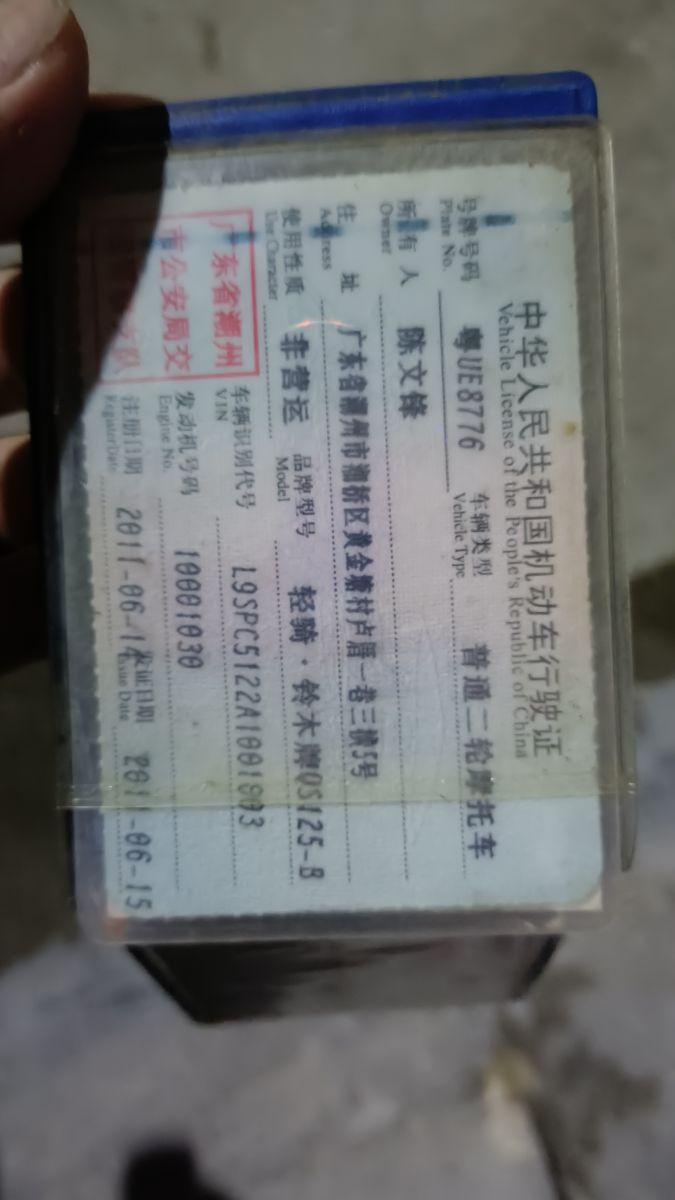 中华人民共和国机动车行驶证
Vehicle License of the People's Republic of China
号牌号码 粤UE8776 车辆类型 普通二轮摩托车
Plate No. Vehicle Type
所有人 陈文锋
Owner
住址 广东省潮州市湘桥区黄金塘村卢厝一巷三横5号
Address
使用性质 非营运 品牌型号 轻骑·铃木牌QS125-B
Use Character Model
广东省潮州
市公安局交
支队
车辆识别代号 L9SPC5122A1001003
VIN
发动机号码 10001030
Engine No.
注册日期 2011-06-14 发证日期 2011-06-15
Register Date Issue Date